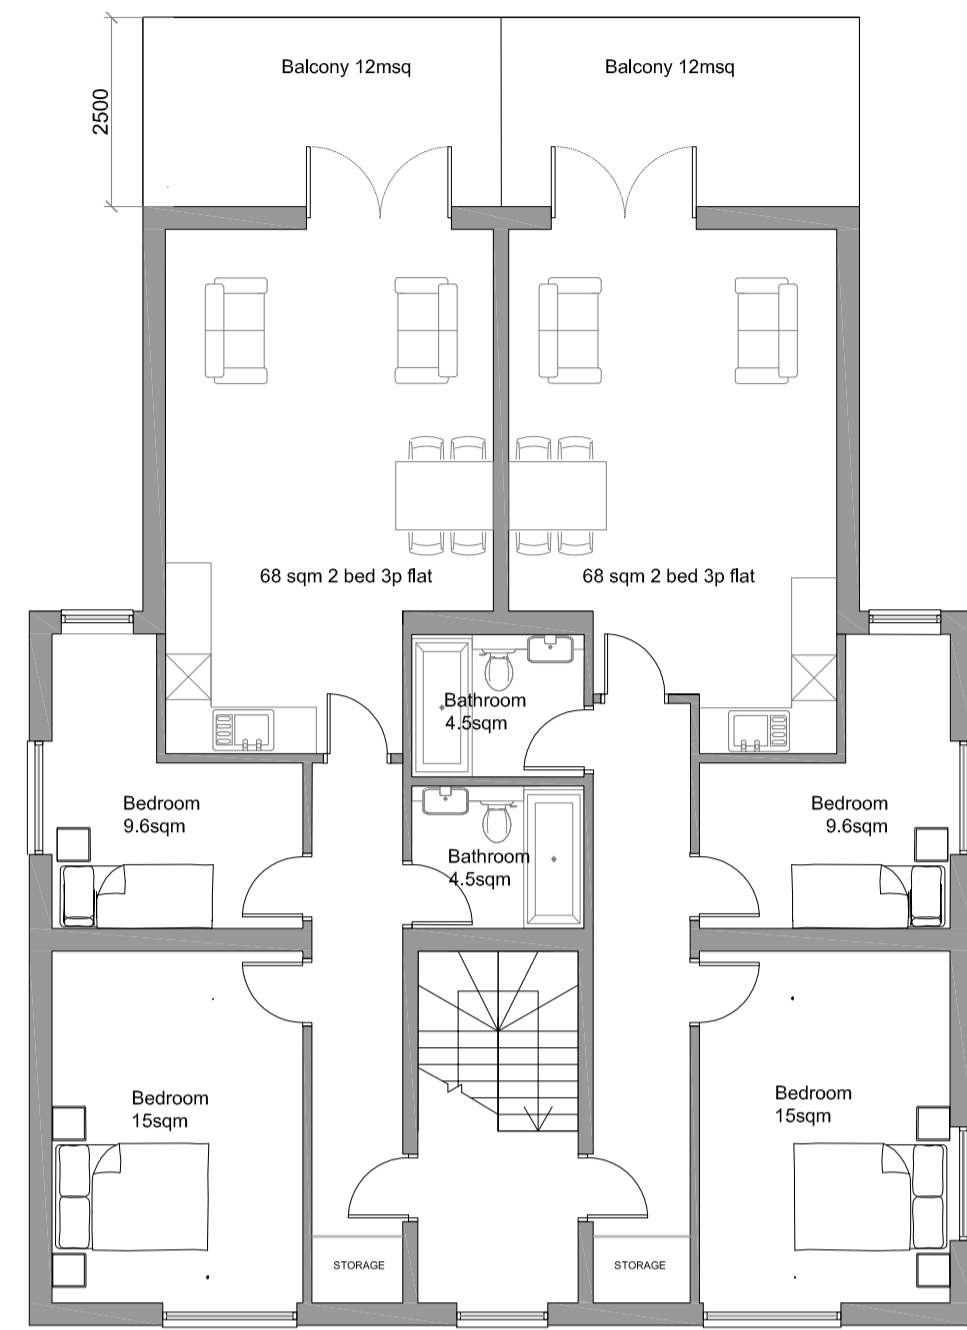 Balcony 12msq
Balcony 12msq
2500
68 sqm 2 bed 3p flat
68 sqm 2 bed 3p flat
Bathroom
4.5sqm
Bedroom
9.6sqm
Bedroom
9.6sqm
Bathroom
4.5sqm
Bedroom
15sqm
Bedroom
15sqm
STORAGE
STORAGE